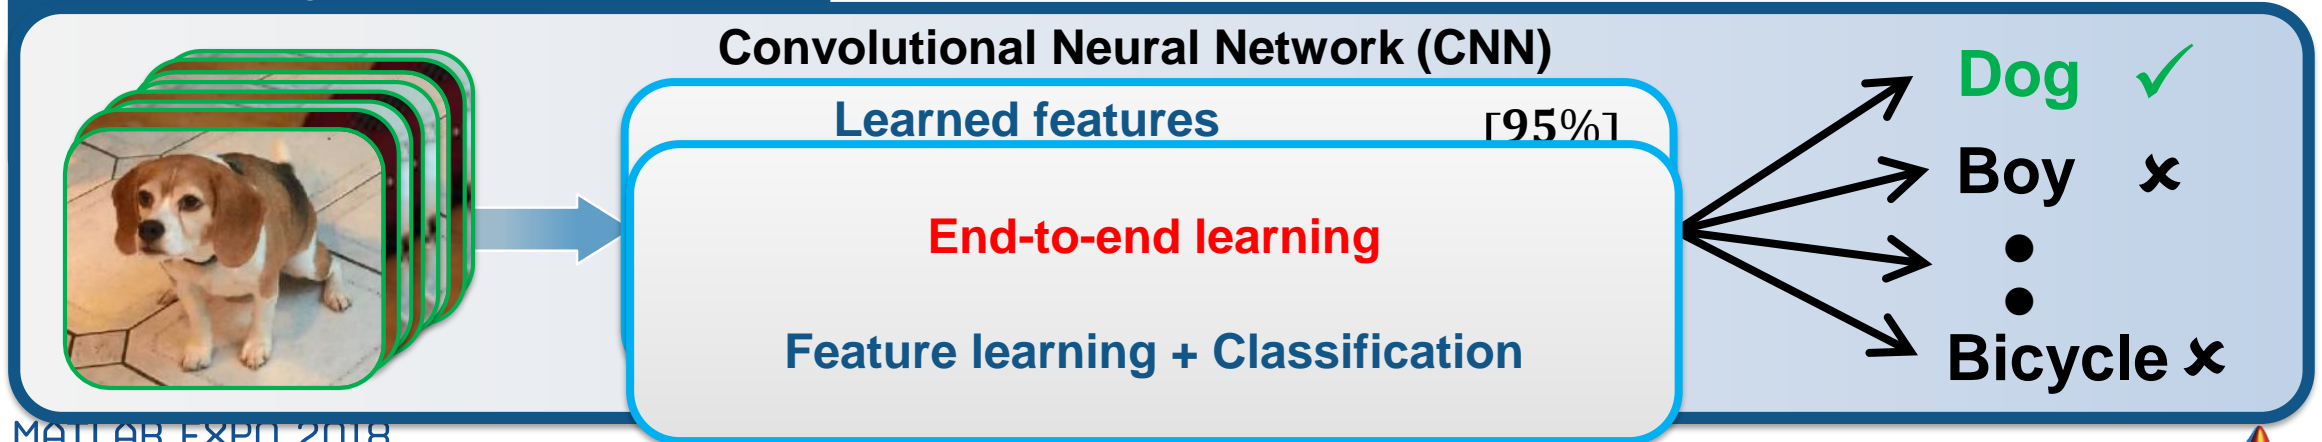 Convolutional Neural Network (CNN)
Learned features
[95%]
End-to-end learning
Feature learning + Classification
Dog ✓
Boy ✘
•
•
Bicycle ✘
MATLAB EXPO 2018